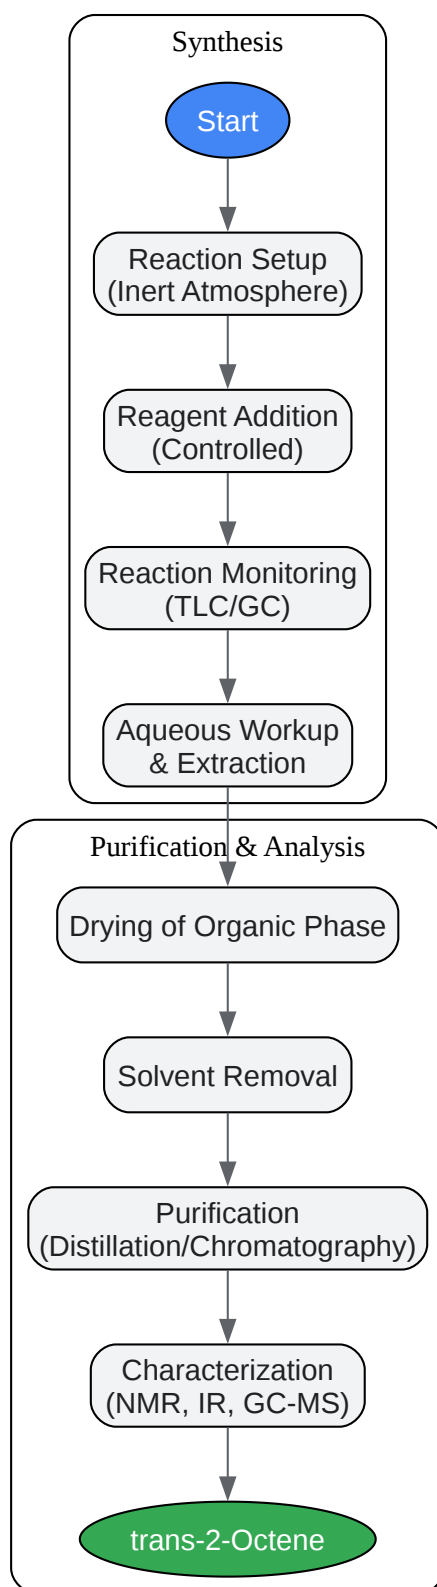 Synthesis
Start
Reaction Setup
(Inert Atmosphere)
Reagent Addition
(Controlled)
Reaction Monitoring
(TLC/GC)
Aqueous Workup
& Extraction
Purification & Analysis
Drying of Organic Phase
Solvent Removal
Purification
(Distillation/Chromatography)
Characterization
(NMR, IR, GC-MS)
trans-2-Octene